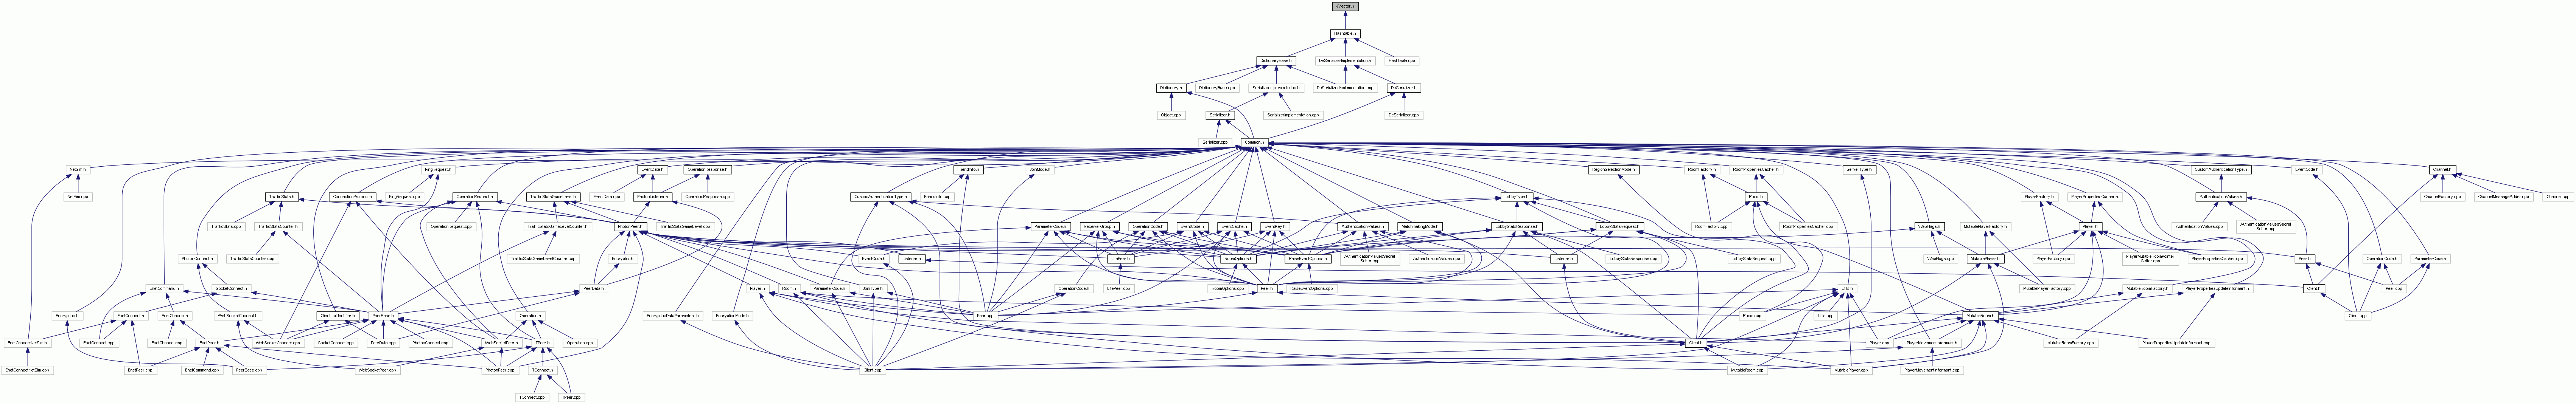 JVector.h
Hashtable.h
DictionaryBase.h
DeSerializerImplementation.h
Hashtable.cpp
Dictionary.h
DictionaryBase.cpp
SerializerImplementation.h
DeSerializerImplementation.cpp
DeSerializer.h
Object.cpp
Serializer.h
SerializerImplementation.cpp
DeSerializer.cpp
Serializer.cpp
Common.h
NetSim.h
PingRequest.h
EventData.h
OperationResponse.h
FriendInfo.h
JoinMode.h
RegionSelectionMode.h
RoomFactory.h
RoomPropertiesCacher.h
ServerType.h
CustomAuthenticationType.h
EventCode.h
Channel.h
NetSim.cpp
TrafficStats.h
ConnectionProtocol.h
PingRequest.cpp
OperationRequest.h
TrafficStatsGameLevel.h
EventData.cpp
PhotonListener.h
OperationResponse.cpp
CustomAuthenticationType.h
FriendInfo.cpp
LobbyType.h
Room.h
PlayerFactory.h
PlayerPropertiesCacher.h
AuthenticationValues.h
ChannelFactory.cpp
ChannelMessageAdder.cpp
Channel.cpp
TrafficStats.cpp
TrafficStatsCounter.h
OperationRequest.cpp
TrafficStatsGameLevelCounter.h
PhotonPeer.h
TrafficStatsGameLevel.cpp
ParameterCode.h
ReceiverGroup.h
OperationCode.h
EventCode.h
EventCache.h
EventKey.h
AuthenticationValues.h
MatchmakingMode.h
LobbyStatsResponse.h
LobbyStatsRequest.h
RoomFactory.cpp
RoomPropertiesCacher.cpp
WebFlags.h
MutablePlayerFactory.h
Player.h
AuthenticationValues.cpp
AuthenticationValuesSecret
Setter.cpp
PhotonConnect.h
TrafficStatsCounter.cpp
TrafficStatsGameLevelCounter.cpp
Encryptor.h
EventCode.h
Listener.h
LitePeer.h
RoomOptions.h
RaiseEventOptions.h
AuthenticationValuesSecret
Setter.cpp
AuthenticationValues.cpp
Listener.h
LobbyStatsResponse.cpp
LobbyStatsRequest.cpp
WebFlags.cpp
MutablePlayer.h
PlayerFactory.cpp
PlayerMutableRoomPointer
Setter.cpp
PlayerPropertiesCacher.cpp
Peer.h
OperationCode.h
ParameterCode.h
EnetCommand.h
SocketConnect.h
PeerData.h
Player.h
Room.h
ParameterCode.h
JoinType.h
OperationCode.h
LitePeer.cpp
RoomOptions.cpp
Peer.h
RaiseEventOptions.cpp
Utils.h
MutablePlayerFactory.cpp
MutableRoomFactory.h
PlayerPropertiesUpdateInformant.h
Client.h
Peer.cpp
Encryption.h
EnetConnect.h
EnetChannel.h
WebSocketConnect.h
ClientSubIdentifier.h
PeerBase.h
Operation.h
EncryptionDataParameters.h
EncryptionMode.h
Peer.cpp
Room.cpp
Utils.cpp
MutableRoom.h
Client.cpp
EnetConnectNetSim.h
EnetConnect.cpp
EnetChannel.cpp
EnetPeer.h
WebSocketConnect.cpp
SocketConnect.cpp
PeerData.cpp
PhotonConnect.cpp
WebSocketPeer.h
TPeer.h
Operation.cpp
Client.h
Player.cpp
PlayerMovementInformant.h
MutableRoomFactory.cpp
PlayerPropertiesUpdateInformant.cpp
EnetConnectNetSim.cpp
EnetPeer.cpp
EnetCommand.cpp
PeerBase.cpp
WebSocketPeer.cpp
PhotonPeer.cpp
TConnect.h
Client.cpp
MutableRoom.cpp
MutablePlayer.cpp
PlayerMovementInformant.cpp
TConnect.cpp
TPeer.cpp